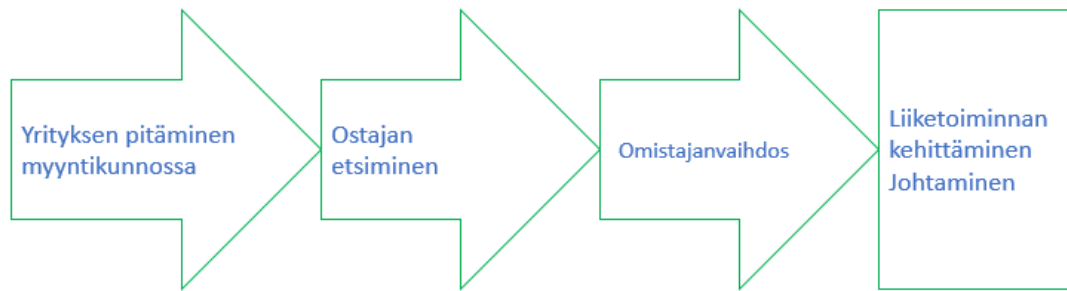 Yrityksen pitäminen
myyntikunnossa
Ostajan
etsiminen
Omistajanvaihdos
Liiketoiminnan
kehittäminen
Johtaminen